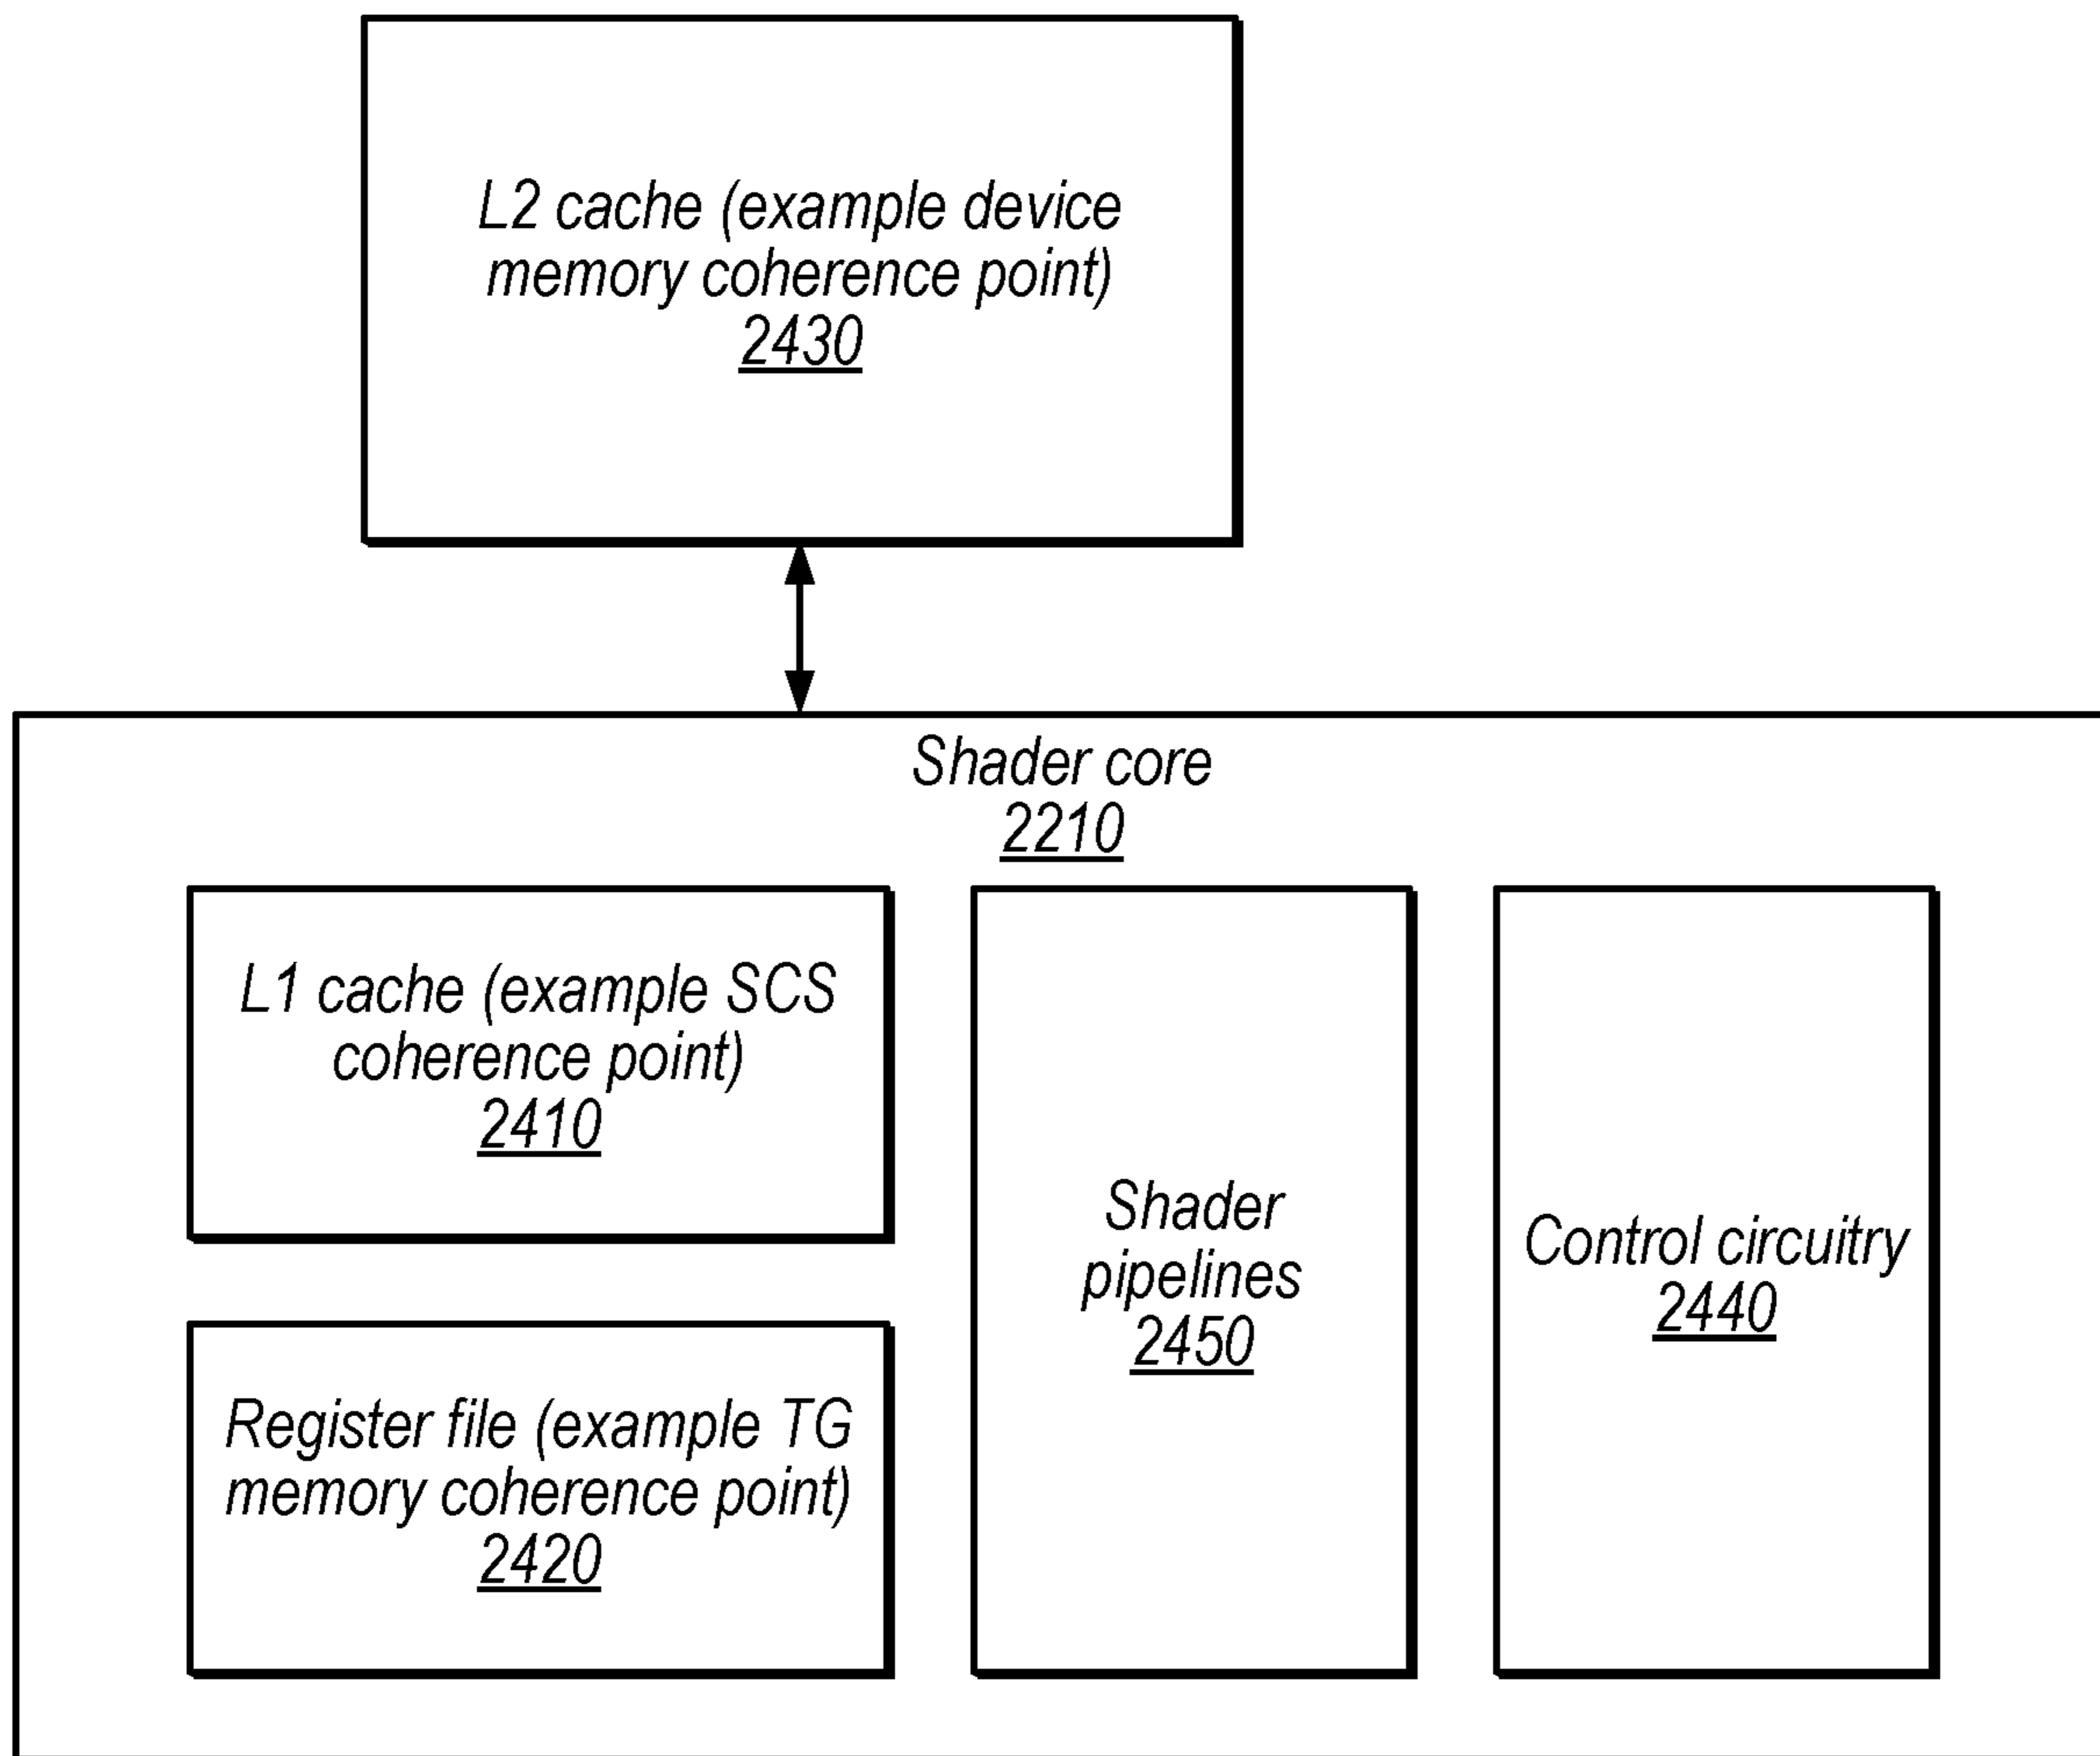 L2 cache (example device
memory coherence point)
2430
Shader core
2210
L1 cache (example SCS
coherence point)
2410
Register file (example TG
memory coherence point)
2420
Shader
pipelines
2450
Control circuitry
2440